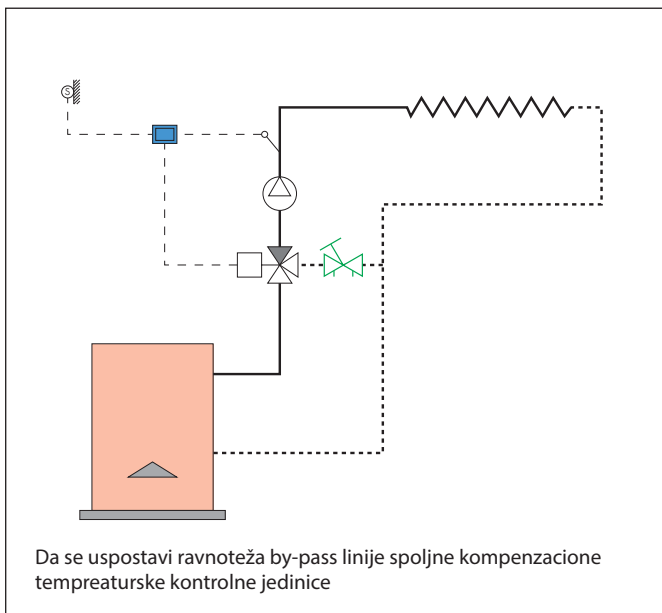 S
Da se uspostavi ravnoteža by-pass linije spoljne kompenzacione
tempreaturske kontrolne jedinice